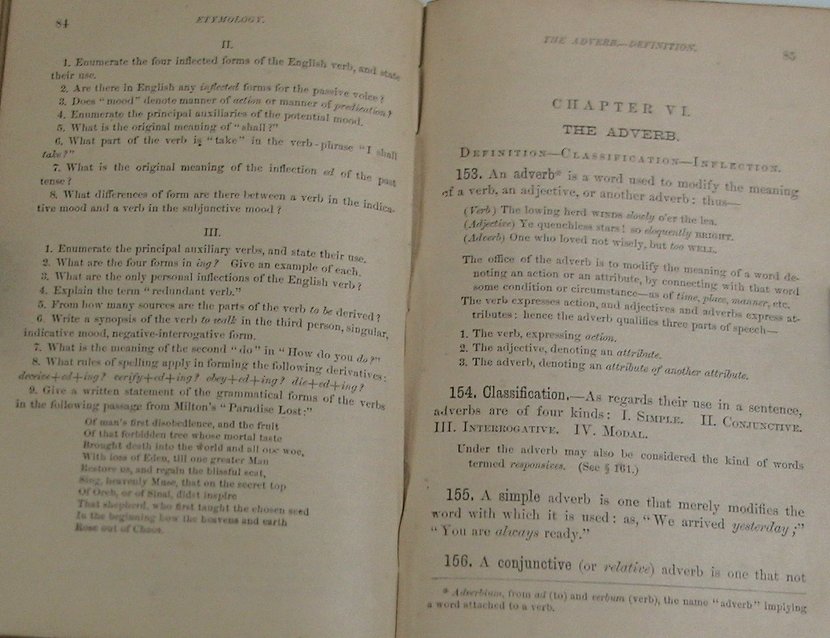 84
ETYMOLOGY.
II.
1. Enumerate the four inflected forms of the English verb, and state
their use.
2. Are there in English any inflected forms for the passive voice?
3. Does "mood" denote manner of action or manner of predication?
4. Enumerate the principal auxiliaries of the potential mood.
5. What is the original meaning of "shall?"
6. What part of the verb is "take" in the verb-phrase "I shall
take?"
7. What is the original meaning of the inflection ed of the past
tense?
8. What differences of form are there between a verb in the indica-
tive mood and a verb in the subjunctive mood?
III.
1. Enumerate the principal auxiliary verbs, and state their use.
2. What are the four forms in ing? Give an example of each.
3. What are the only personal inflections of the English verb?
4. Explain the term "redundant verb."
5. From how many sources are the parts of the verb to be derived?
6. Write a synopsis of the verb to walk in the third person, singular,
indicative mood, negative-interrogative form.
7. What is the meaning of the second "do" in "How do you do?"
8. What rules of spelling apply in forming the following derivatives:
decrive+ed+ing? verify+ed+ing? obey+ed+ing? die+ed+ing?
9. Give a written statement of the grammatical forms of the verbs
in the following passage from Milton's "Paradise Lost:"
Of man's first disobedience, and the fruit
Of that forbidden tree whose mortal taste
Brought death into the world and all our woe,
With loss of Eden, till one greater Man
Restore us, and regain the blissful seat,
Sing, heavenly Muse, that on the secret top
Of Oreb, or of Sinai, didst inspire
That shepherd, who first taught the chosen seed
In the beginning how the heavens and earth
Rose out of Chaos.
THE ADVERB.—DEFINITION.
85
CHAPTER VI.
THE ADVERB.
DEFINITION—CLASSIFICATION—INFLECTION.
153. An adverb* is a word used to modify the meaning
of a verb, an adjective, or another adverb: thus—
(Verb) The lowing herd WINDS slowly o'er the lea.
(Adjective) Ye quenchless stars! so eloquently BRIGHT.
(Adverb) One who loved not wisely, but too WELL.
The office of the adverb is to modify the meaning of a word de-
noting an action or an attribute, by connecting with that word
some condition or circumstance—as of time, place, manner, etc.
The verb expresses action, and adjectives and adverbs express at-
tributes: hence the adverb qualifies three parts of speech—
1. The verb, expressing action.
2. The adjective, denoting an attribute.
3. The adverb, denoting an attribute of another attribute.
154. Classification.—As regards their use in a sentence,
adverbs are of four kinds: I. SIMPLE. II. CONJUNCTIVE.
III. INTERROGATIVE. IV. MODAL.
Under the adverb may also be considered the kind of words
termed responsives. (See § 161.)
155. A simple adverb is one that merely modifies the
word with which it is used: as, "We arrived yesterday;"
"You are always ready."
156. A conjunctive (or relative) adverb is one that not
* Adverbium, from ad (to) and verbum (verb), the name "adverb" implying
a word attached to a verb.